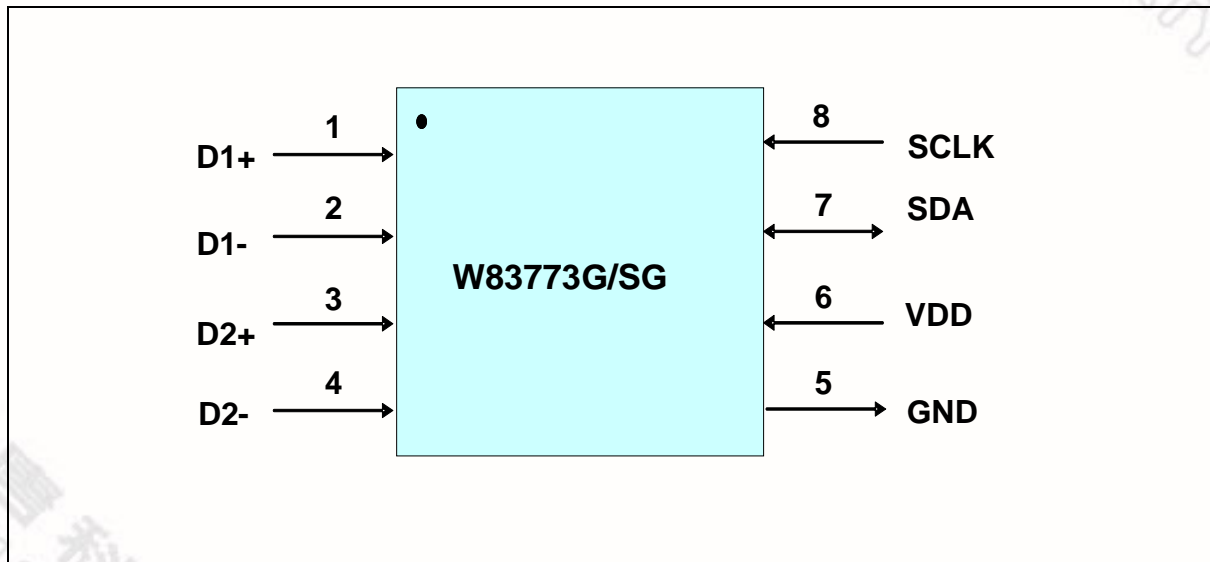 1
D1+
2
D1-
3
D2+
4
D2-
W83773G/SG
8
SCLK
7
SDA
6
VDD
5
GND